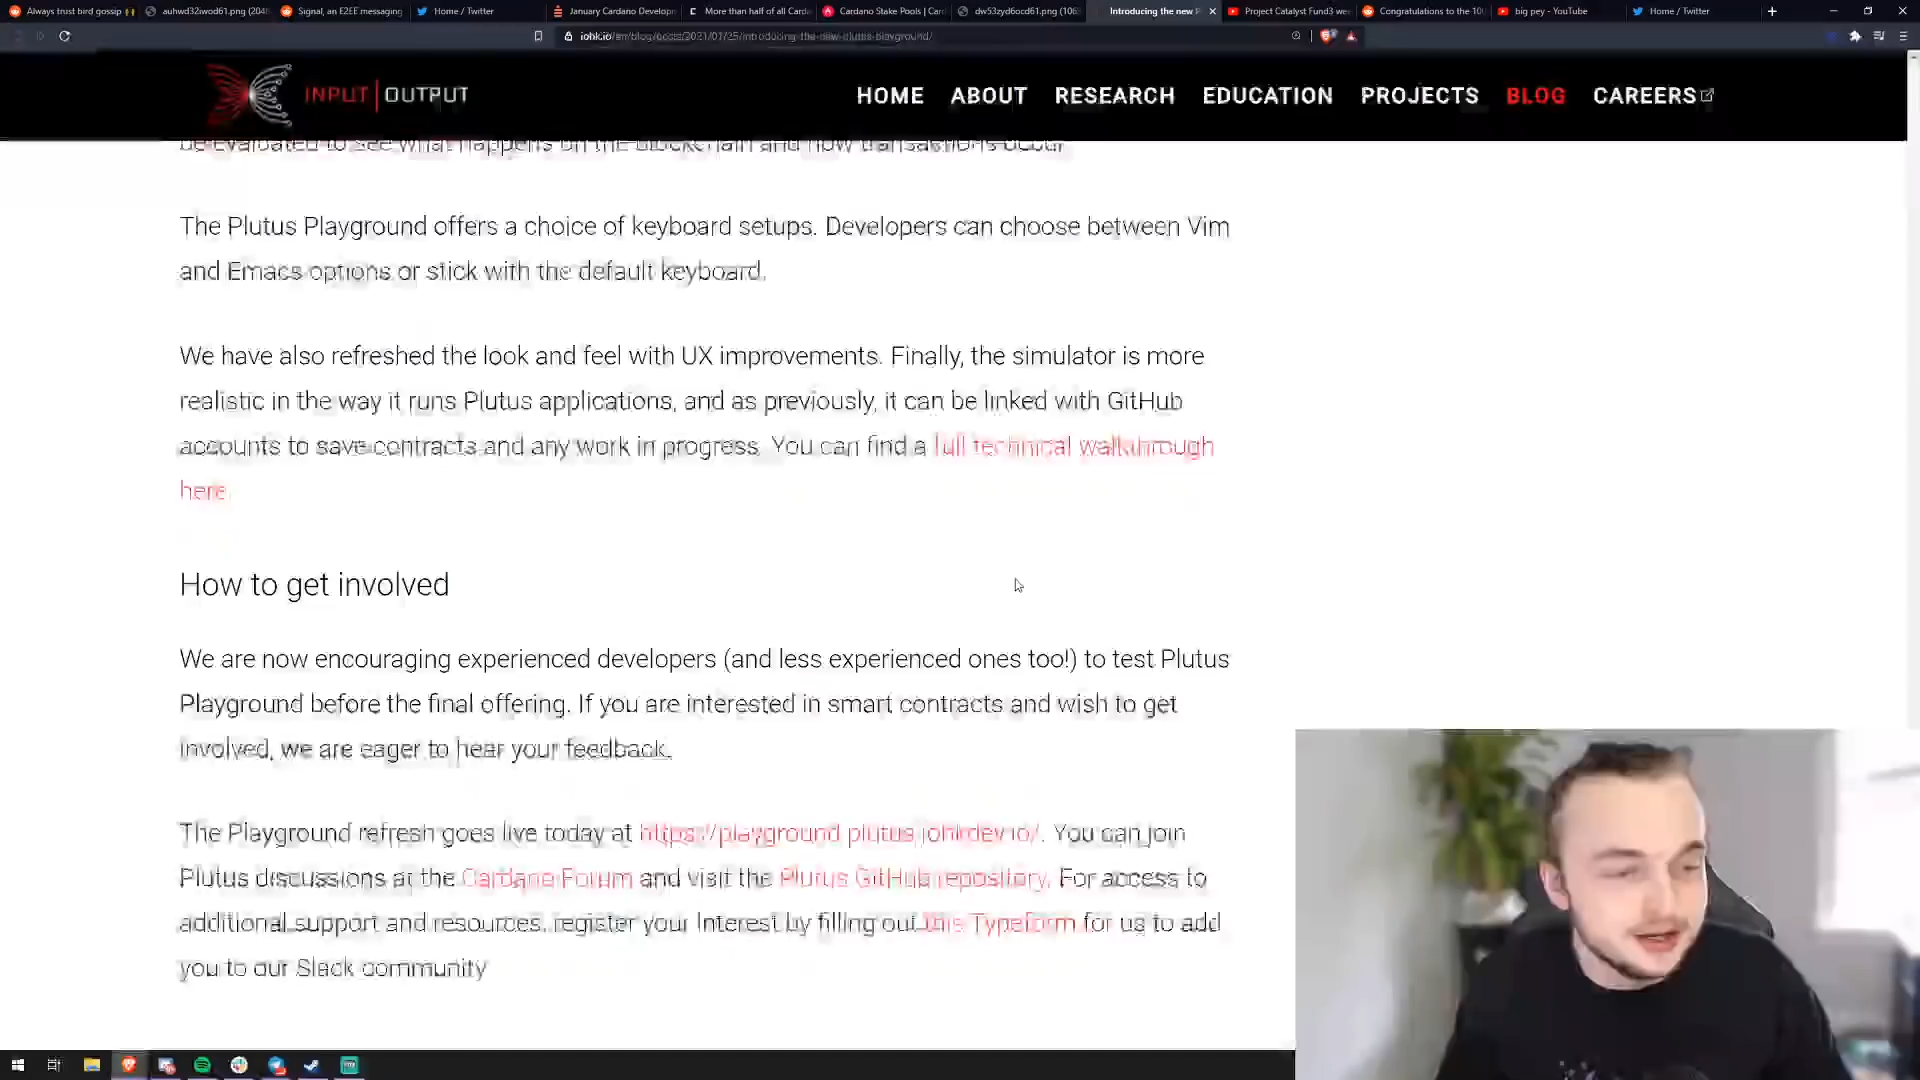 Always trust bird gossip
auhwd32iwod61.png (2048
Signal, an E2EE messaging
Home / Twitter
January Cardano Develop
More than half of all Carda
Cardano Stake Pools | Car
dw53zyd6ocd61.png (108
Introducing the new P
Project Catalyst Fund3 we
Congratulations to the 10
big pey - YouTube
Home / Twitter
iohk.io/en/blog/posts/2021/01/25/introducing-the-new-plutus-playground/
INPUT | OUTPUT
HOME ABOUT RESEARCH EDUCATION PROJECTS BLOG CAREERS
be evaluated to see what happens on the blockchain and how transactions occur.
The Plutus Playground offers a choice of keyboard setups. Developers can choose between Vim
and Emacs options or stick with the default keyboard.
We have also refreshed the look and feel with UX improvements. Finally, the simulator is more
realistic in the way it runs Plutus applications, and as previously, it can be linked with GitHub
accounts to save contracts and any work in progress. You can find a full technical walkthrough
here.
How to get involved
We are now encouraging experienced developers (and less experienced ones too!) to test Plutus
Playground before the final offering. If you are interested in smart contracts and wish to get
involved, we are eager to hear your feedback.
The Playground refresh goes live today at https://playground.plutus.iohkdev.io/. You can join
Plutus discussions at the Cardano Forum and visit the Plutus GitHub repository. For access to
additional support and resources, register your interest by filling out this Typeform for us to add
you to our Slack community